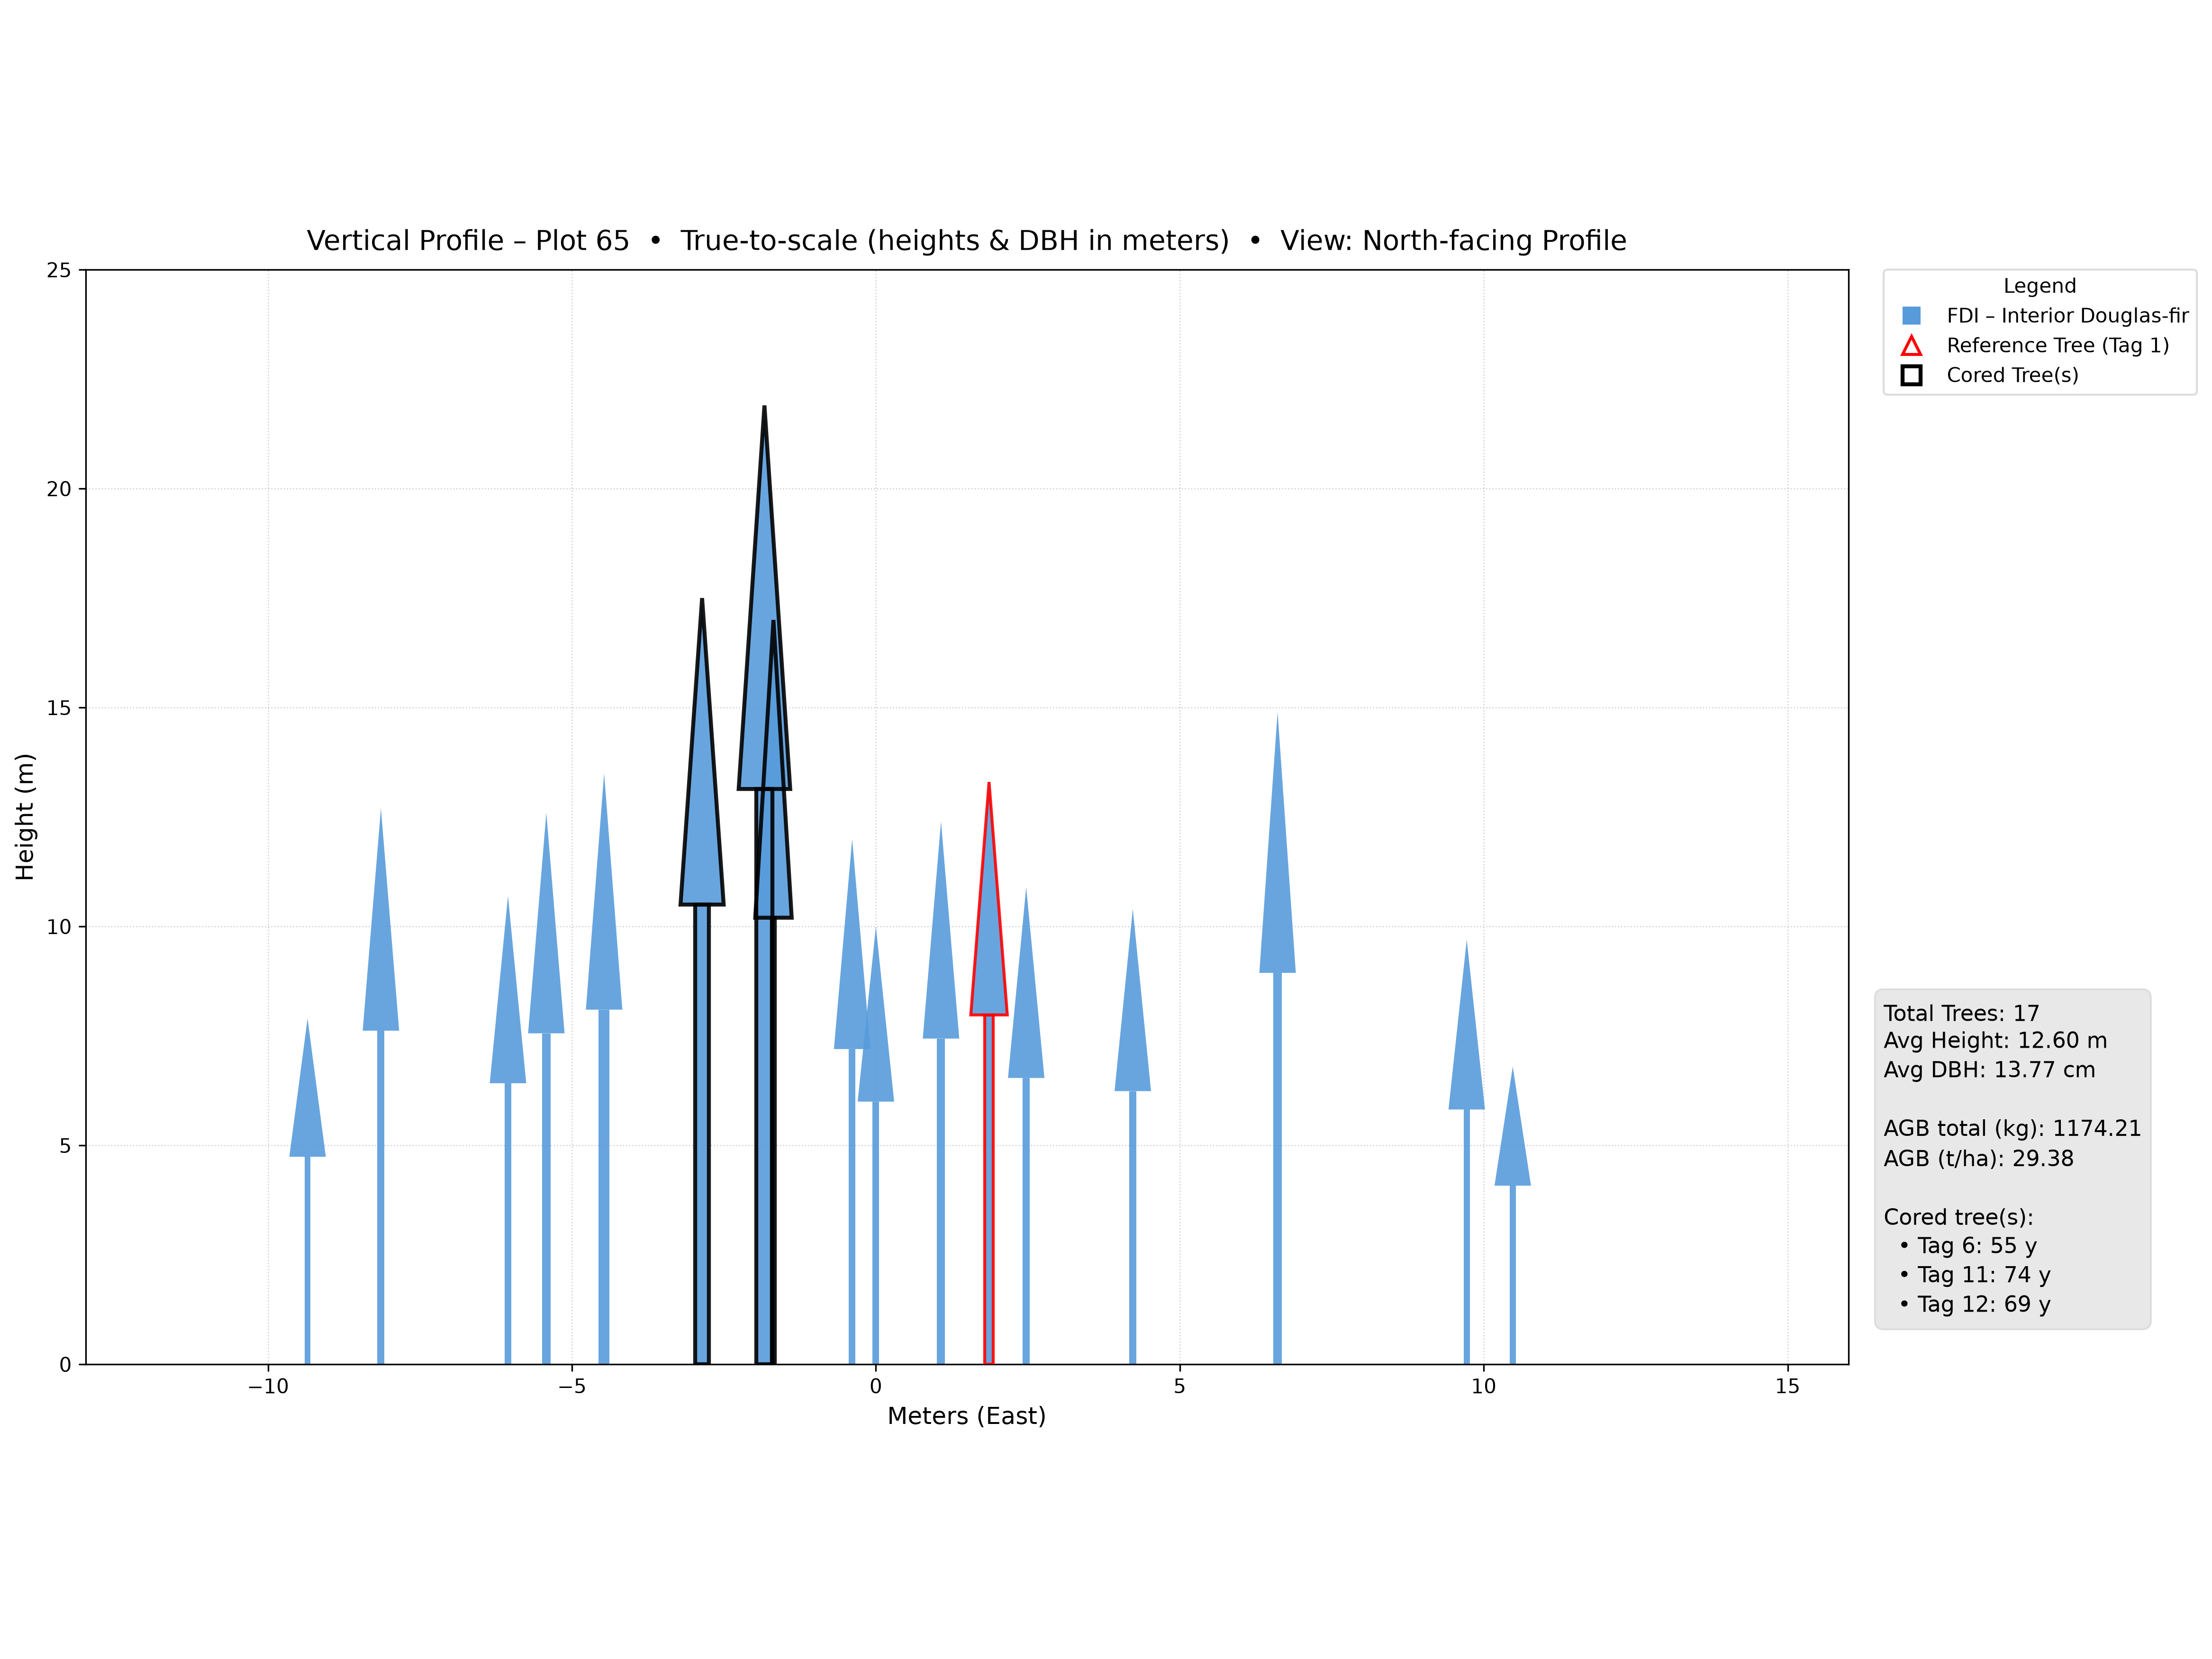 Vertical Profile – Plot 65 • True-to-scale (heights & DBH in meters) • View: North-facing Profile
25
20
15
10
5
0
Height (m)
−10
−5
0
5
10
15
Meters (East)
Legend
FDI – Interior Douglas-fir
Reference Tree (Tag 1)
Cored Tree(s)
Total Trees: 17
Avg Height: 12.60 m
Avg DBH: 13.77 cm
AGB total (kg): 1174.21
AGB (t/ha): 29.38
Cored tree(s):
• Tag 6: 55 y
• Tag 11: 74 y
• Tag 12: 69 y